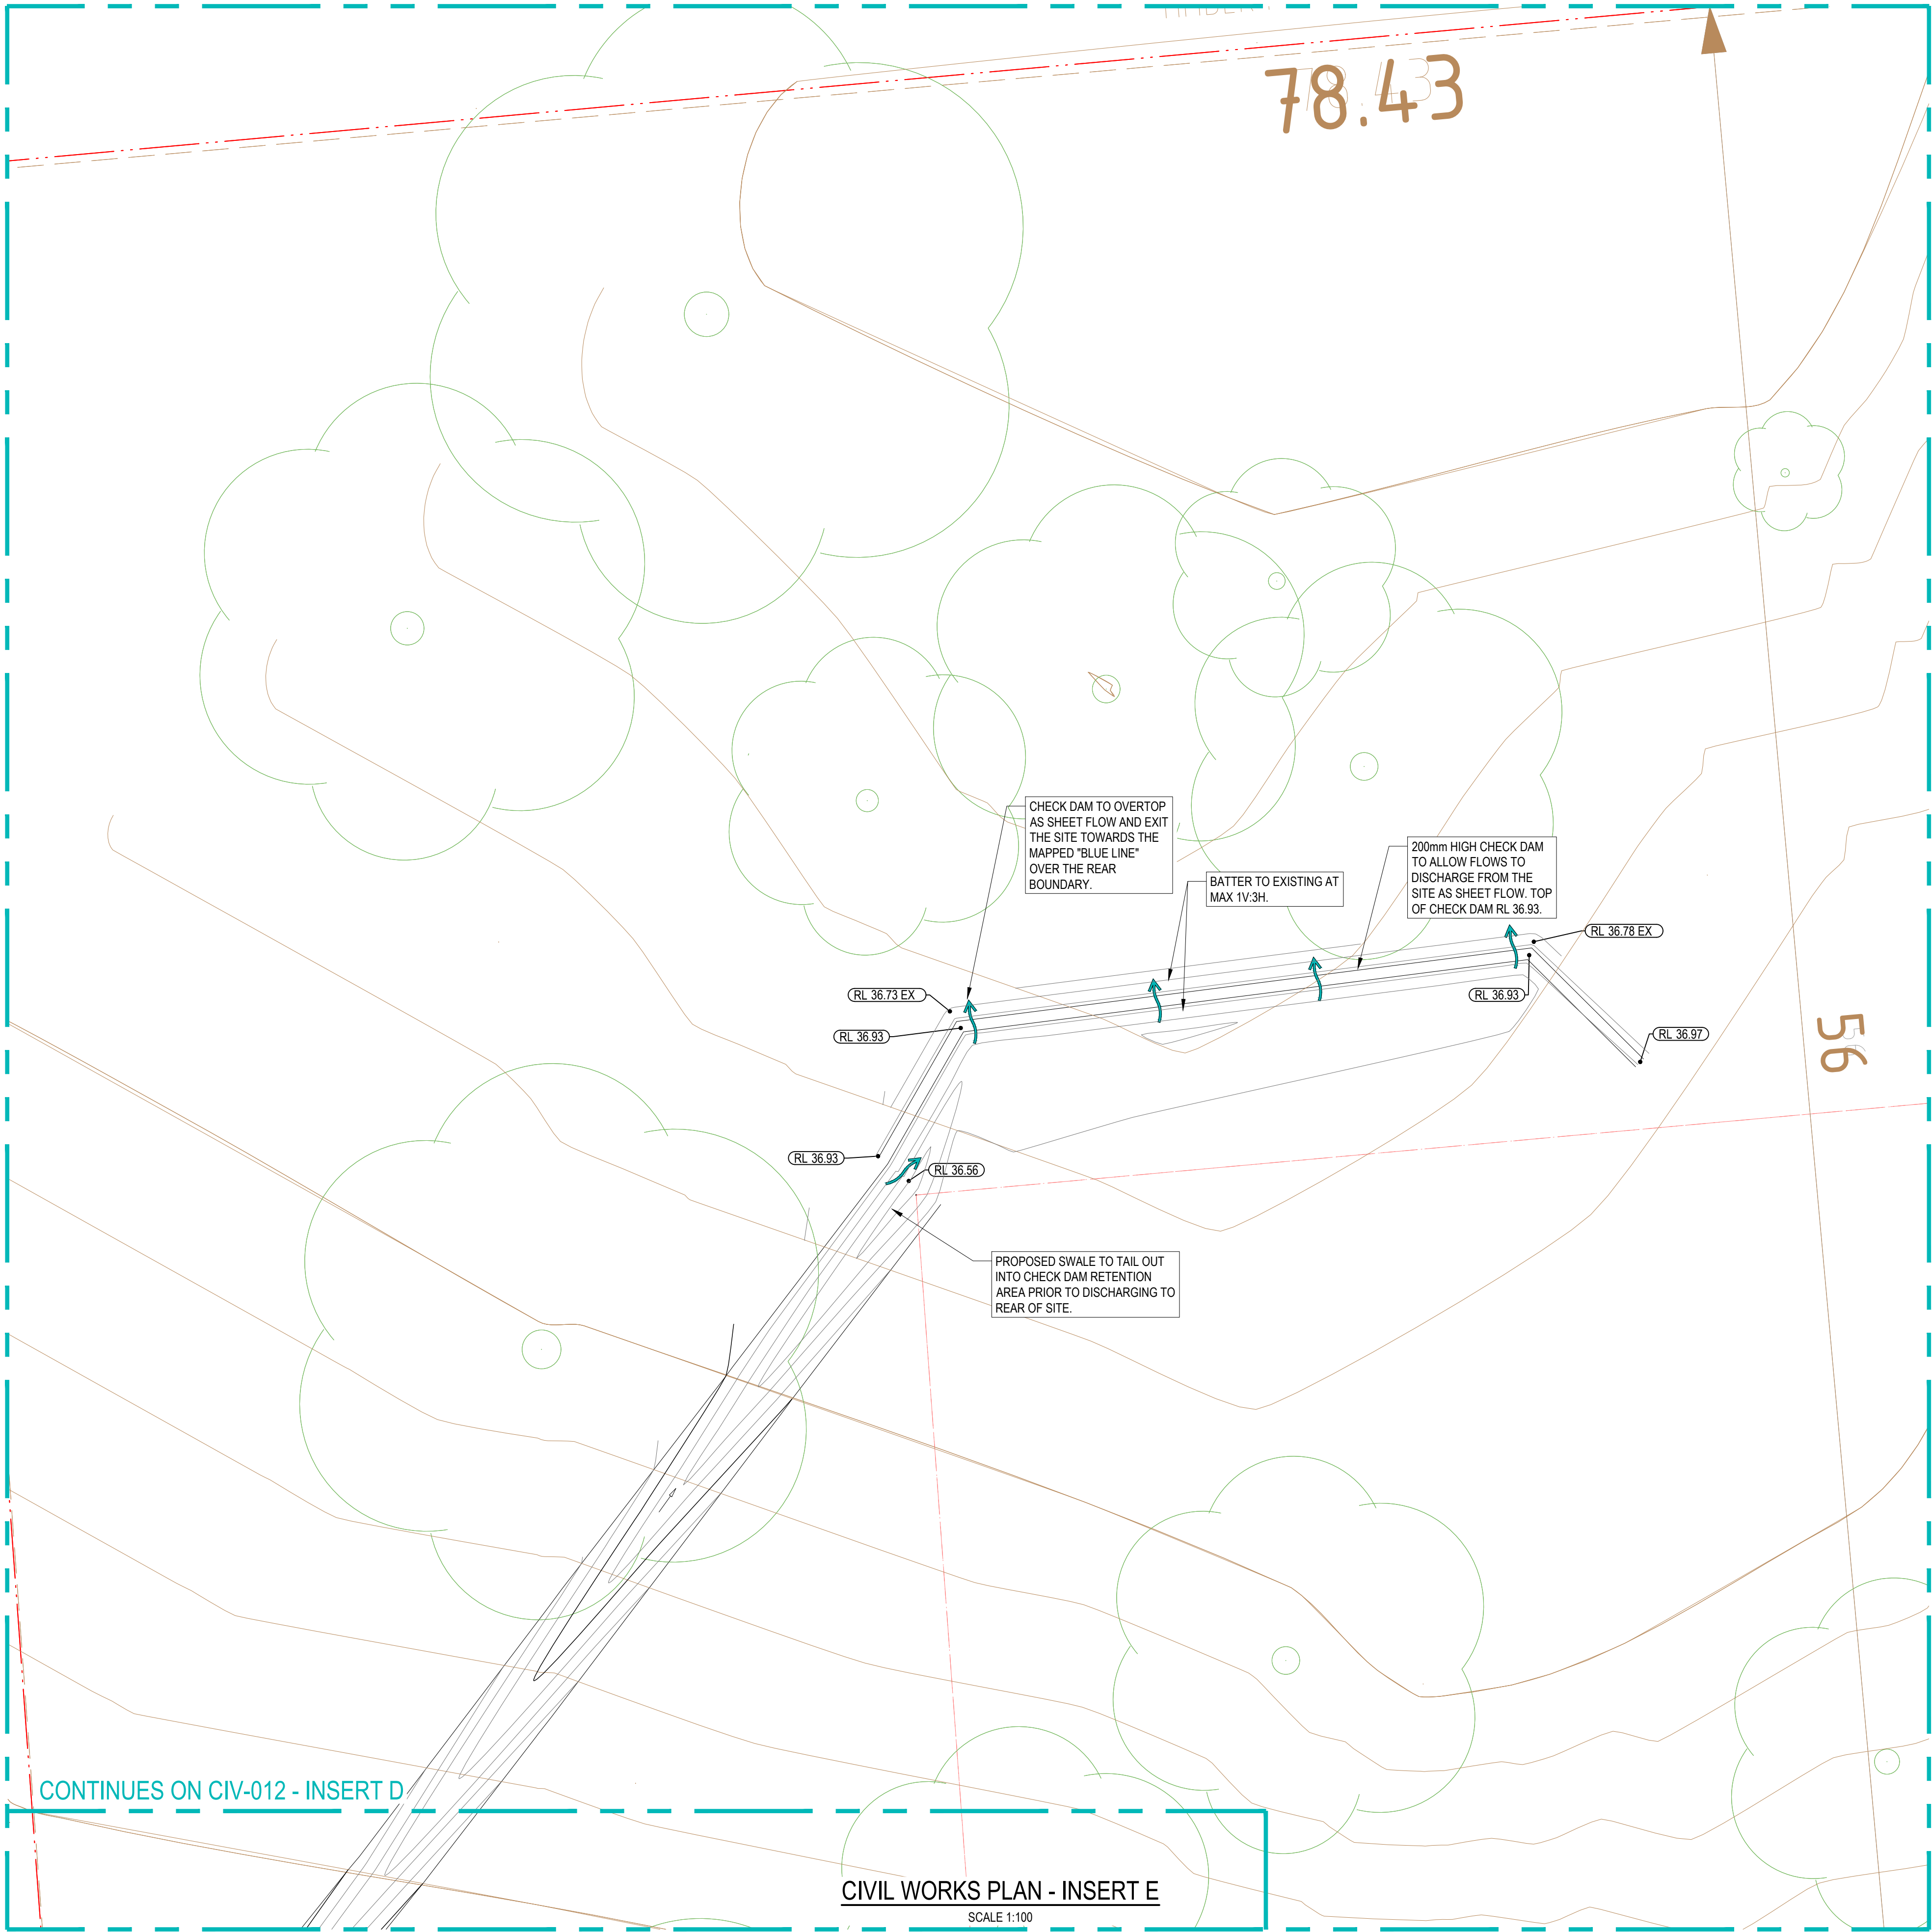 78.43
CHECK DAM TO OVERTOP
AS SHEET FLOW AND EXIT
THE SITE TOWARDS THE
MAPPED "BLUE LINE"
OVER THE REAR
BOUNDARY.
200mm HIGH CHECK DAM
TO ALLOW FLOWS TO
DISCHARGE FROM THE
SITE AS SHEET FLOW. TOP
OF CHECK DAM RL 36.93.
BATTER TO EXISTING AT
MAX 1V:3H.
RL 36.78 EX
RL 36.73 EX
RL 36.93
RL 36.93
RL 36.97
56
RL 36.93
RL 36.56
PROPOSED SWALE TO TAIL OUT
INTO CHECK DAM RETENTION
AREA PRIOR TO DISCHARGING TO
REAR OF SITE.
CONTINUES ON CIV-012 - INSERT D
CIVIL WORKS PLAN - INSERT E
SCALE 1:100